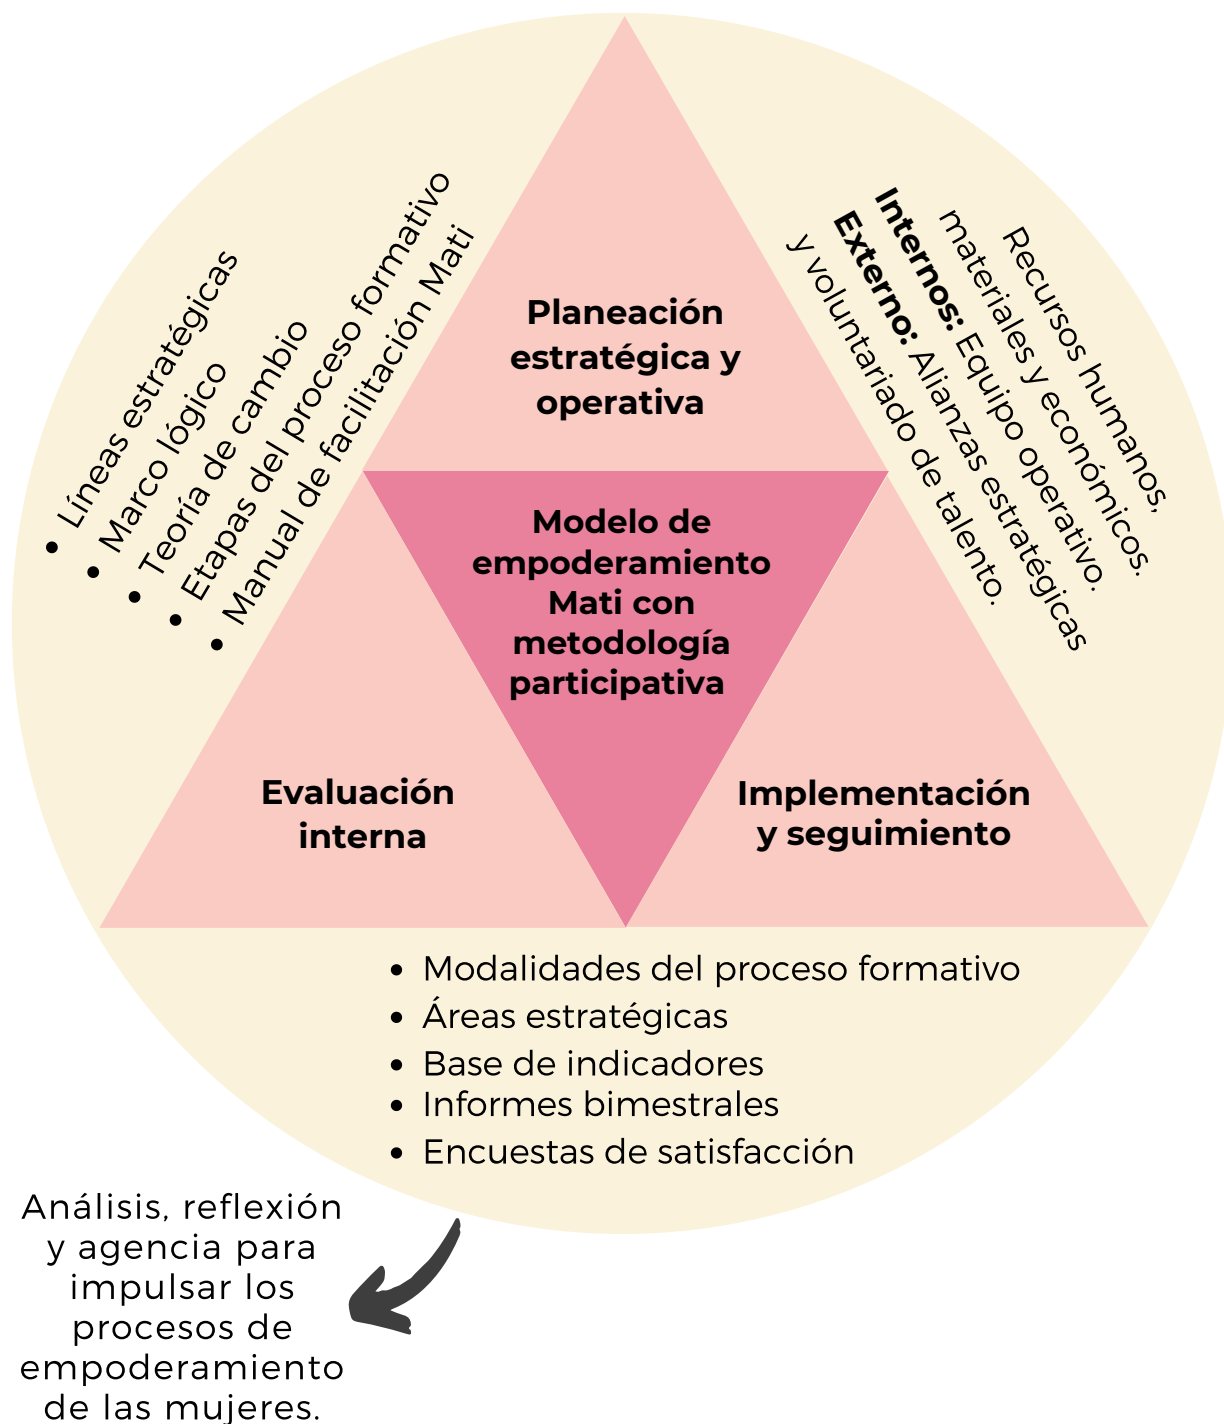 Planeación
estratégica y
operativa
Modelo de
empoderamiento
Mati con
metodología
participativa
Evaluación
interna
Implementación
y seguimiento
• Líneas estratégicas
• Marco lógico
• Teoría de cambio
• Etapas del proceso formativo
• Manual de facilitación Mati
Recursos humanos,
materiales y económicos.
Internos: Equipo operativo.
Externo: Alianzas estratégicas
y voluntariado de talento.
• Modalidades del proceso formativo
• Áreas estratégicas
• Base de indicadores
• Informes bimestrales
• Encuestas de satisfacción
Análisis, reflexión
y agencia para
impulsar los
procesos de
empoderamiento
de las mujeres.